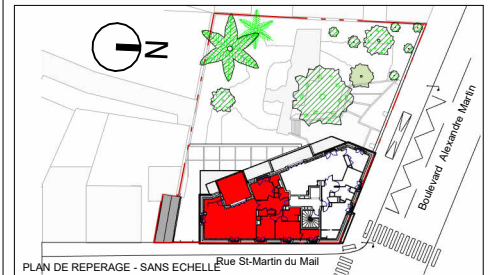 N
Boulevard Alexandre Martin
Rue St-Martin du Mail
PLAN DE REPERAGE - SANS ECHELLE